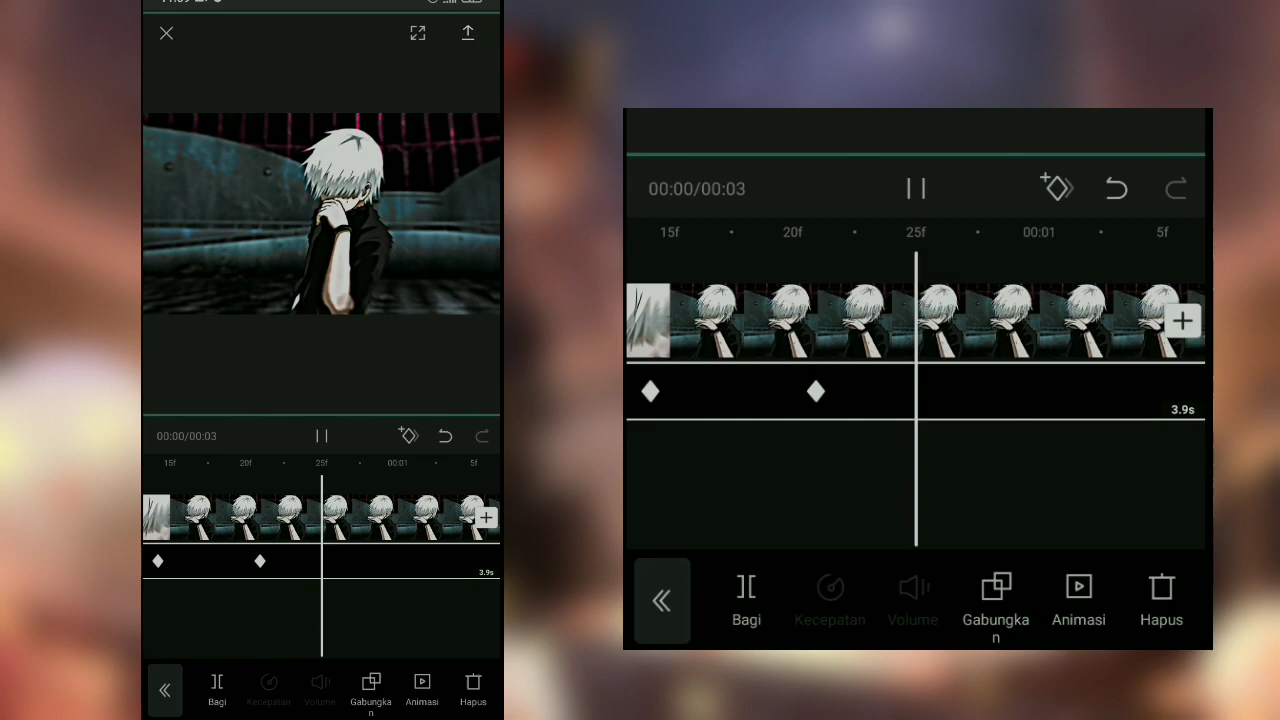 00:00/00:03
15f
20f
25f
00:01
5f
3.9s
Bagi
Kecepatan
Volume
Gabungka
n
Animasi
Hapus
00:00/00:03
15f
20f
25f
00:01
5f
3.9s
Bagi
Kecepatan
Volume
Gabungka
n
Animasi
Hapus